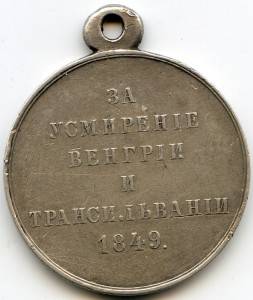 ЗА
УСМИРЕНІЕ
ВЕНГРІИ
И
ТРАНСИЛЬВАНІИ
1849.